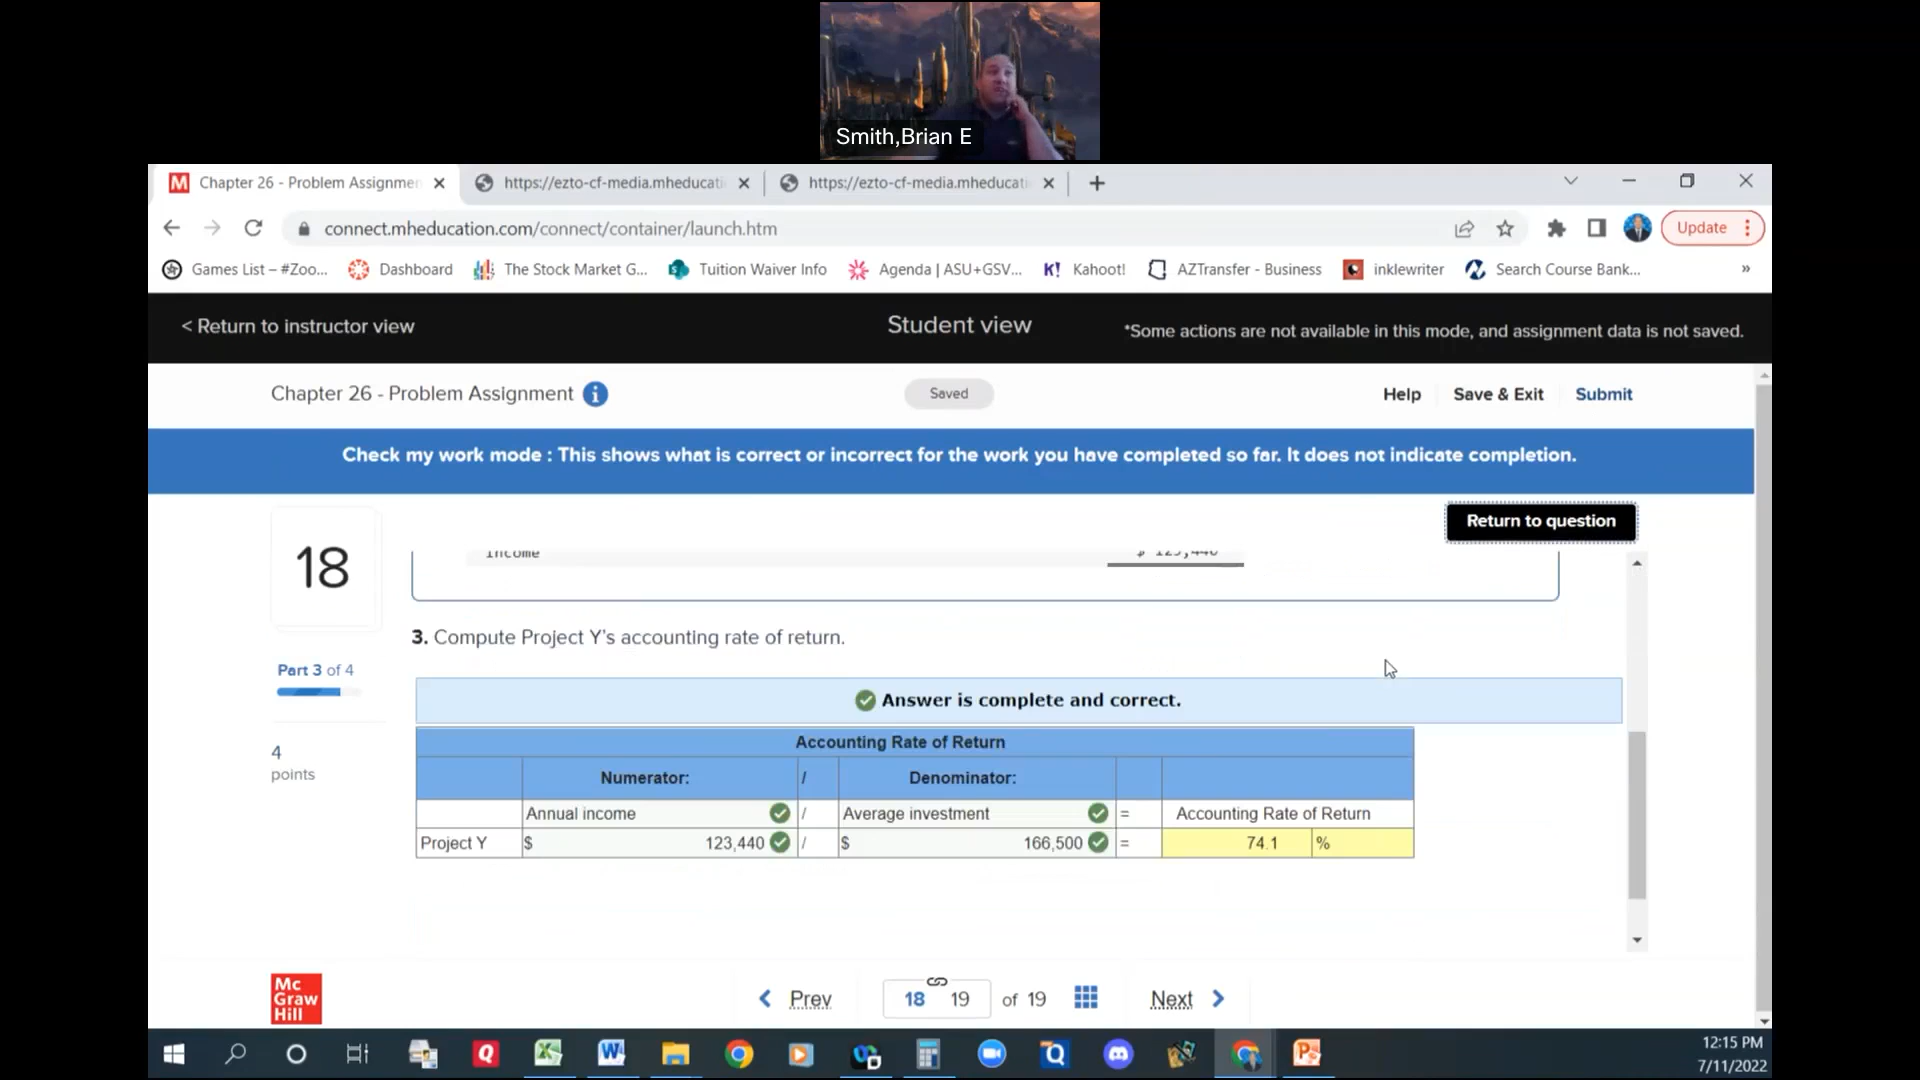 Smith,Brian E
Chapter 26 - Problem Assignmen
https://ezto-cf-media.mheducati
https://ezto-cf-media.mheducati
connect.mheducation.com/connect/container/launch.htm
Update
Games List – #Zoo...
Dashboard
The Stock Market G...
Tuition Waiver Info
Agenda | ASU+GSV...
K! Kahoot!
AZTransfer - Business
inklewriter
Search Course Bank...
»
< Return to instructor view
Student view
*Some actions are not available in this mode, and assignment data is not saved.
Chapter 26 - Problem Assignment
Saved
Help
Save & Exit
Submit
Check my work mode : This shows what is correct or incorrect for the work you have completed so far. It does not indicate completion.
18
Return to question
Income $ 123,440
3. Compute Project Y's accounting rate of return.
Part 3 of 4
Answer is complete and correct.
4
points
Accounting Rate of Return
Numerator: / Denominator:
Annual income / Average investment = Accounting Rate of Return
Project Y $ 123,440 / $ 166,500 = 74.1 %
Mc
Graw
Hill
Prev
18 19 of 19
Next
12:15 PM
7/11/2022